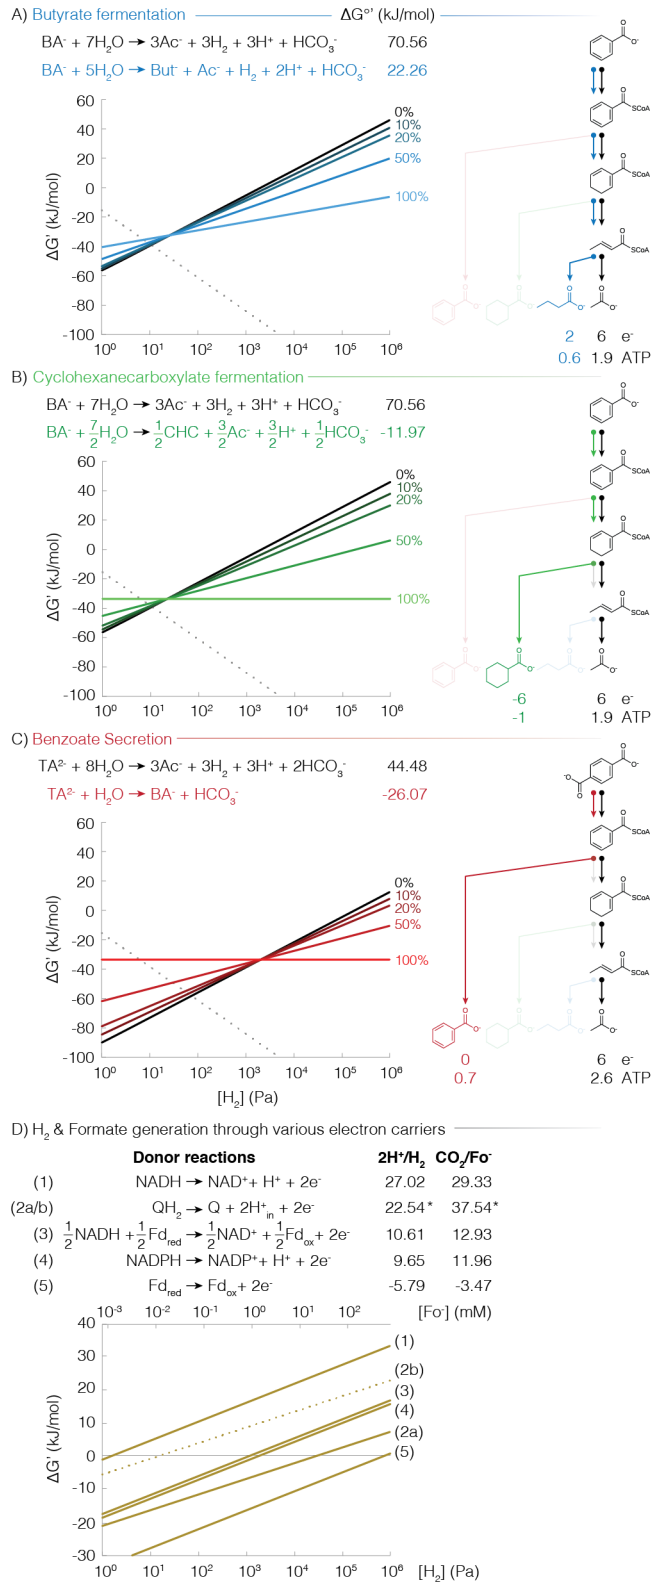 A) Butyrate fermentation ΔG°' (kJ/mol)
BA⁻ + 7H₂O → 3Ac⁻ + 3H₂ + 3H⁺ + HCO₃⁻ 70.56
BA⁻ + 5H₂O → But⁻ + Ac⁻ + H₂ + 2H⁺ + HCO₃⁻ 22.26
60
40
20
0
-20
-40
-60
-80
-100
ΔG' (kJ/mol)
0%
10%
20%
50%
100%
10⁰ 10¹ 10² 10³ 10⁴ 10⁵ 10⁶
O
O⁻
O
SCoA
O
SCoA
O
SCoA
O O O O
O⁻ O⁻ O⁻ O⁻
2 6 e⁻
0.6 1.9 ATP
B) Cyclohexanecarboxylate fermentation
BA⁻ + 7H₂O → 3Ac⁻ + 3H₂ + 3H⁺ + HCO₃⁻ 70.56
BA⁻ + 7/2H₂O → 1/2CHC + 3/2Ac⁻ + 3/2H⁺ + 1/2HCO₃⁻ -11.97
60
40
20
0
-20
-40
-60
-80
-100
ΔG' (kJ/mol)
0%
10%
20%
50%
100%
10⁰ 10¹ 10² 10³ 10⁴ 10⁵ 10⁶
O
O⁻
O
SCoA
O
SCoA
O
SCoA
O O O O
O⁻ O⁻ O⁻ O⁻
-6 6 e⁻
-1 1.9 ATP
C) Benzoate Secretion
TA²⁻ + 8H₂O → 3Ac⁻ + 3H₂ + 3H⁺ + 2HCO₃⁻ 44.48
TA²⁻ + H₂O → BA⁻ + HCO₃⁻ -26.07
80
60
40
20
0
-20
-40
-60
-80
-100
ΔG' (kJ/mol)
0%
10%
20%
50%
100%
10⁰ 10¹ 10² 10³ 10⁴ 10⁵ 10⁶
[H₂] (Pa)
O
O⁻
⁻O
O
O
SCoA
O
SCoA
O
SCoA
O O O O
O⁻ O⁻ O⁻ O⁻
0 6 e⁻
0.7 2.6 ATP
D) H₂ & Formate generation through various electron carriers
Donor reactions 2H⁺/H₂ CO₂/Fo⁻
(1) NADH → NAD⁺+ H⁺ + 2e⁻ 27.02 29.33
(2a/b) QH₂ → Q + 2H⁺in + 2e⁻ 22.54* 37.54*
(3) 1/2NADH + 1/2Fdred → 1/2NAD⁺ + 1/2Fdox+ 2e⁻ 10.61 12.93
(4) NADPH → NADP⁺+ H⁺ + 2e⁻ 9.65 11.96
(5) Fdred → Fdox+ 2e⁻ -5.79 -3.47
10⁻³ 10⁻² 10⁻¹ 10⁰ 10¹ 10² [Fo⁻] (mM)
40
30
20
10
0
-10
-20
-30
ΔG' (kJ/mol)
(1)
(2b)
(3)
(4)
(2a)
(5)
10⁰ 10¹ 10² 10³ 10⁴ 10⁵ 10⁶ [H₂] (Pa)